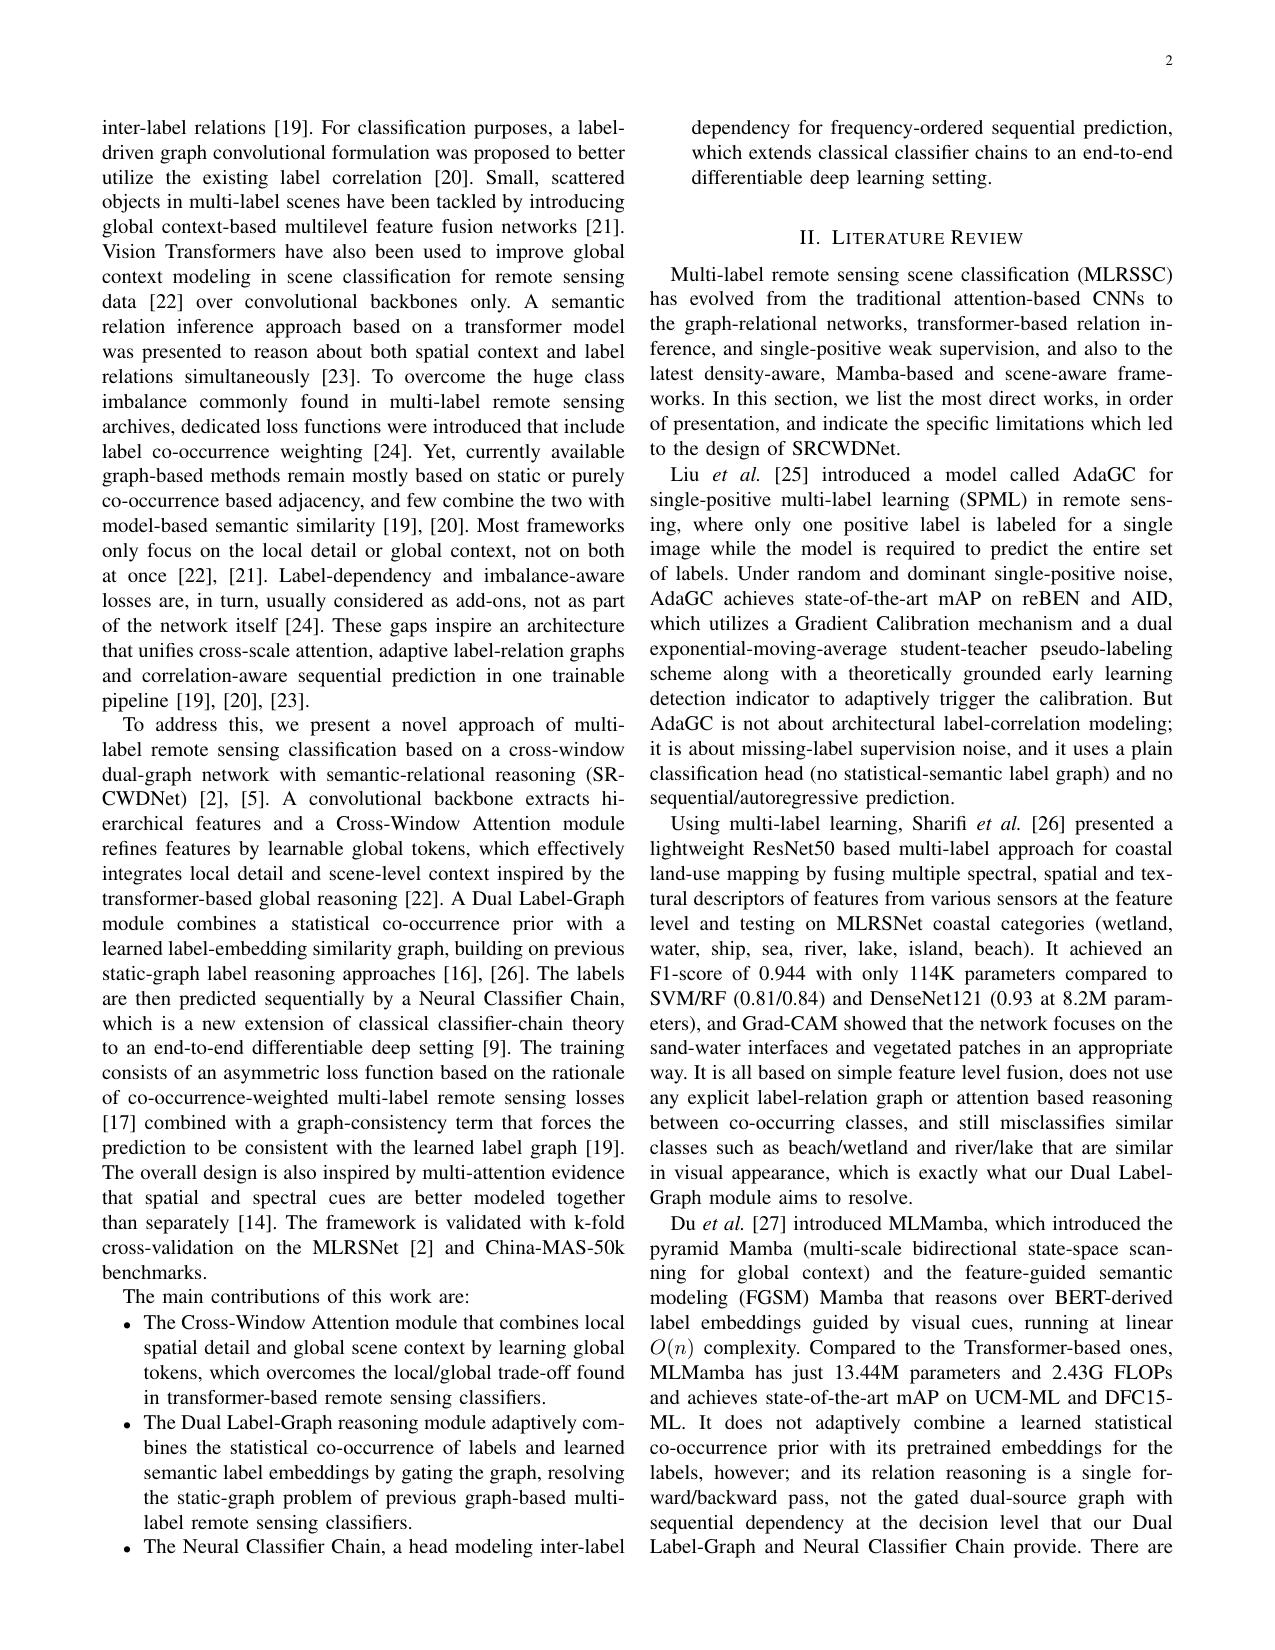 2
inter-label relations [19]. For classification purposes, a label-
driven graph convolutional formulation was proposed to better
utilize the existing label correlation [20]. Small, scattered
objects in multi-label scenes have been tackled by introducing
global context-based multilevel feature fusion networks [21].
Vision Transformers have also been used to improve global
context modeling in scene classification for remote sensing
data [22] over convolutional backbones only. A semantic
relation inference approach based on a transformer model
was presented to reason about both spatial context and label
relations simultaneously [23]. To overcome the huge class
imbalance commonly found in multi-label remote sensing
archives, dedicated loss functions were introduced that include
label co-occurrence weighting [24]. Yet, currently available
graph-based methods remain mostly based on static or purely
co-occurrence based adjacency, and few combine the two with
model-based semantic similarity [19], [20]. Most frameworks
only focus on the local detail or global context, not on both
at once [22], [21]. Label-dependency and imbalance-aware
losses are, in turn, usually considered as add-ons, not as part
of the network itself [24]. These gaps inspire an architecture
that unifies cross-scale attention, adaptive label-relation graphs
and correlation-aware sequential prediction in one trainable
pipeline [19], [20], [23].
To address this, we present a novel approach of multi-
label remote sensing classification based on a cross-window
dual-graph network with semantic-relational reasoning (SR-
CWDNet) [2], [5]. A convolutional backbone extracts hi-
erarchical features and a Cross-Window Attention module
refines features by learnable global tokens, which effectively
integrates local detail and scene-level context inspired by the
transformer-based global reasoning [22]. A Dual Label-Graph
module combines a statistical co-occurrence prior with a
learned label-embedding similarity graph, building on previous
static-graph label reasoning approaches [16], [26]. The labels
are then predicted sequentially by a Neural Classifier Chain,
which is a new extension of classical classifier-chain theory
to an end-to-end differentiable deep setting [9]. The training
consists of an asymmetric loss function based on the rationale
of co-occurrence-weighted multi-label remote sensing losses
[17] combined with a graph-consistency term that forces the
prediction to be consistent with the learned label graph [19].
The overall design is also inspired by multi-attention evidence
that spatial and spectral cues are better modeled together
than separately [14]. The framework is validated with k-fold
cross-validation on the MLRSNet [2] and China-MAS-50k
benchmarks.
The main contributions of this work are:
• The Cross-Window Attention module that combines local
spatial detail and global scene context by learning global
tokens, which overcomes the local/global trade-off found
in transformer-based remote sensing classifiers.
• The Dual Label-Graph reasoning module adaptively com-
bines the statistical co-occurrence of labels and learned
semantic label embeddings by gating the graph, resolving
the static-graph problem of previous graph-based multi-
label remote sensing classifiers.
• The Neural Classifier Chain, a head modeling inter-label
dependency for frequency-ordered sequential prediction,
which extends classical classifier chains to an end-to-end
differentiable deep learning setting.
II. LITERATURE REVIEW
Multi-label remote sensing scene classification (MLRSSC)
has evolved from the traditional attention-based CNNs to
the graph-relational networks, transformer-based relation in-
ference, and single-positive weak supervision, and also to the
latest density-aware, Mamba-based and scene-aware frame-
works. In this section, we list the most direct works, in order
of presentation, and indicate the specific limitations which led
to the design of SRCWDNet.
Liu et al. [25] introduced a model called AdaGC for
single-positive multi-label learning (SPML) in remote sens-
ing, where only one positive label is labeled for a single
image while the model is required to predict the entire set
of labels. Under random and dominant single-positive noise,
AdaGC achieves state-of-the-art mAP on reBEN and AID,
which utilizes a Gradient Calibration mechanism and a dual
exponential-moving-average student-teacher pseudo-labeling
scheme along with a theoretically grounded early learning
detection indicator to adaptively trigger the calibration. But
AdaGC is not about architectural label-correlation modeling;
it is about missing-label supervision noise, and it uses a plain
classification head (no statistical-semantic label graph) and no
sequential/autoregressive prediction.
Using multi-label learning, Sharifi et al. [26] presented a
lightweight ResNet50 based multi-label approach for coastal
land-use mapping by fusing multiple spectral, spatial and tex-
tural descriptors of features from various sensors at the feature
level and testing on MLRSNet coastal categories (wetland,
water, ship, sea, river, lake, island, beach). It achieved an
F1-score of 0.944 with only 114K parameters compared to
SVM/RF (0.81/0.84) and DenseNet121 (0.93 at 8.2M param-
eters), and Grad-CAM showed that the network focuses on the
sand-water interfaces and vegetated patches in an appropriate
way. It is all based on simple feature level fusion, does not use
any explicit label-relation graph or attention based reasoning
between co-occurring classes, and still misclassifies similar
classes such as beach/wetland and river/lake that are similar
in visual appearance, which is exactly what our Dual Label-
Graph module aims to resolve.
Du et al. [27] introduced MLMamba, which introduced the
pyramid Mamba (multi-scale bidirectional state-space scan-
ning for global context) and the feature-guided semantic
modeling (FGSM) Mamba that reasons over BERT-derived
label embeddings guided by visual cues, running at linear
O(n) complexity. Compared to the Transformer-based ones,
MLMamba has just 13.44M parameters and 2.43G FLOPs
and achieves state-of-the-art mAP on UCM-ML and DFC15-
ML. It does not adaptively combine a learned statistical
co-occurrence prior with its pretrained embeddings for the
labels, however; and its relation reasoning is a single for-
ward/backward pass, not the gated dual-source graph with
sequential dependency at the decision level that our Dual
Label-Graph and Neural Classifier Chain provide. There are